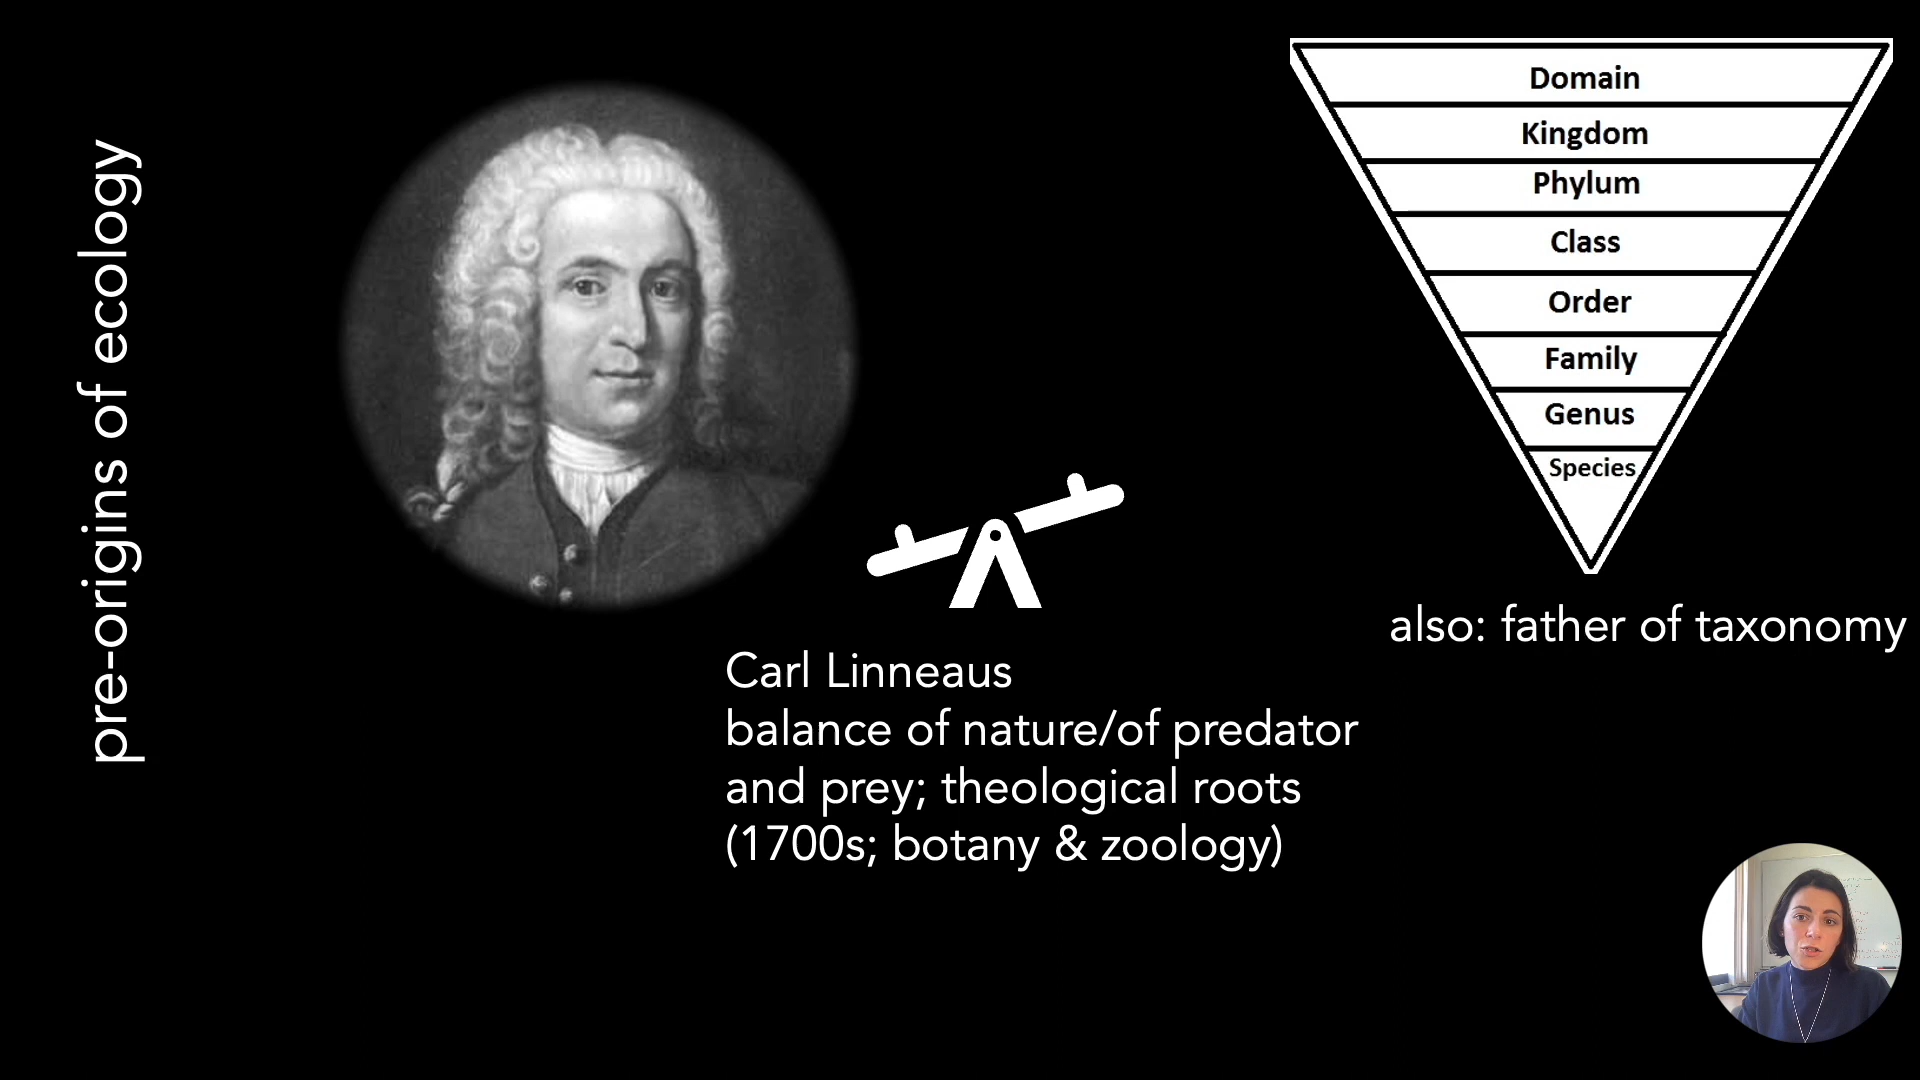 pre-origins of ecology
Domain
Kingdom
Phylum
Class
Order
Family
Genus
Species
also: father of taxonomy
Carl Linneaus
balance of nature/of predator
and prey; theological roots
(1700s; botany & zoology)